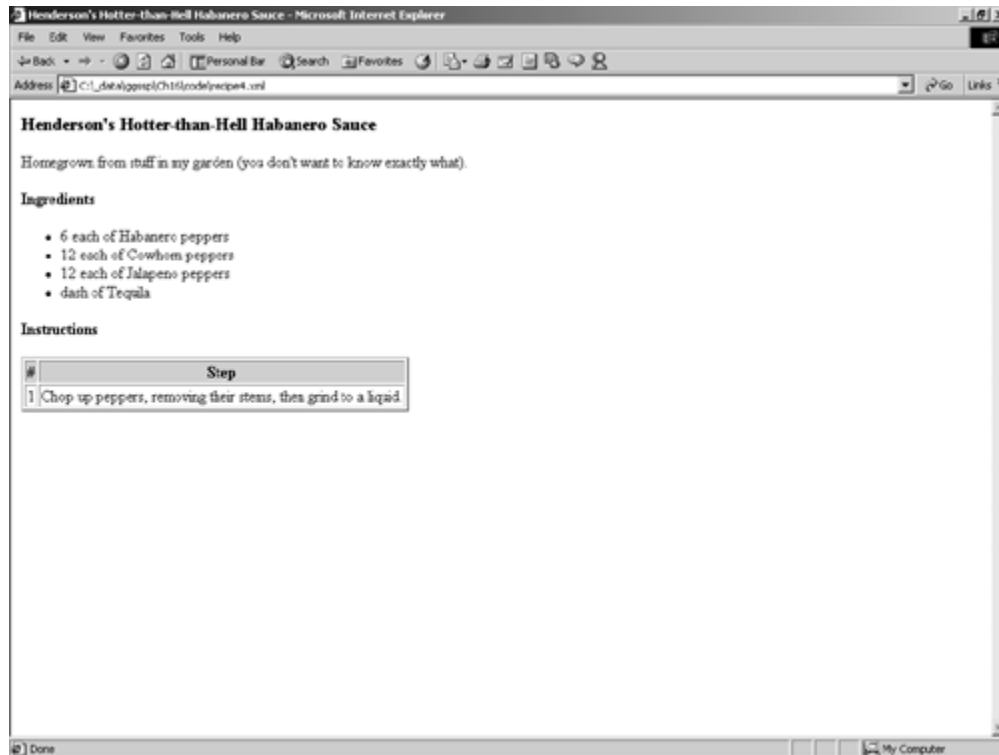 Henderson's Hotter-than-Hell Habanero Sauce - Microsoft Internet Explorer
File Edit View Favorites Tools Help
Back Personal Bar Search Favorites
Address C:\_data\ggssp\Ch16\code\recipe4.xml Go Links
Henderson's Hotter-than-Hell Habanero Sauce
Homegrown from stuff in my garden (you don't want to know exactly what).
Ingredients
• 6 each of Habanero peppers
• 12 each of Cowhorn peppers
• 12 each of Jalapeno peppers
• dash of Tequila
Instructions
# Step
1 Chop up peppers, removing their stems, then grind to a liquid.
Done My Computer